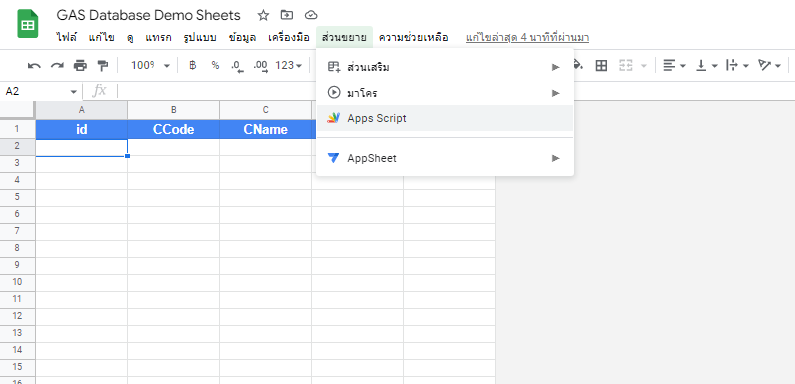 GAS Database Demo Sheets
ไฟล์ แก้ไข ดู แทรก รูปแบบ ข้อมูล เครื่องมือ ส่วนขยาย ความช่วยเหลือ แก้ไขล่าสุด 4 นาทีที่ผ่านมา
100% ฿ % .0 .00 123
ส่วนเสริม
A2 fx
มาโคร
A B C
Apps Script
1 id CCode CName
2
AppSheet
3
4
5
6
7
8
9
10
11
12
13
14
15
16